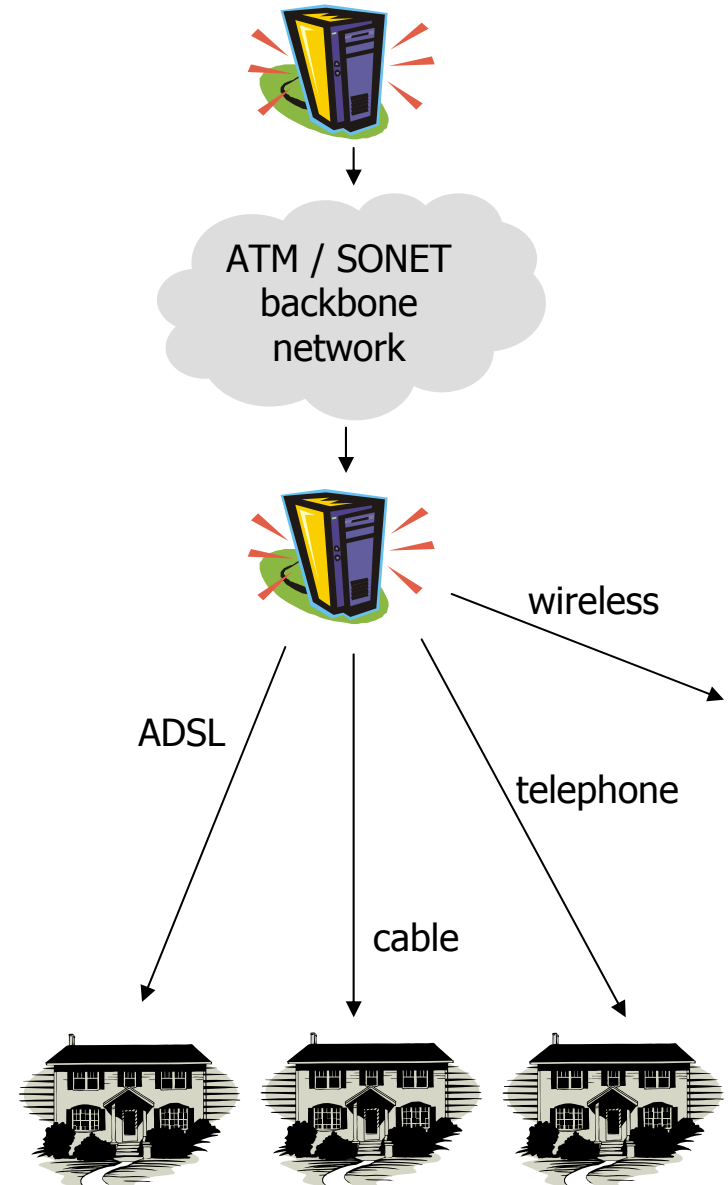 ATM / SONET
backbone
network
wireless
ADSL
telephone
cable